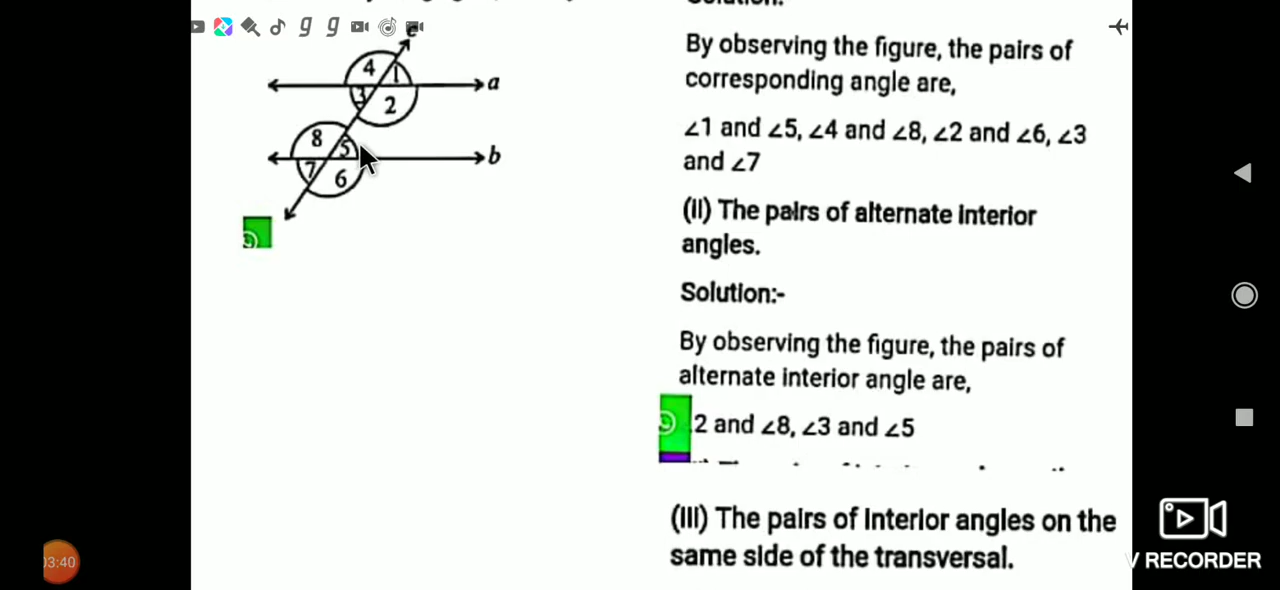 Solution:
c
4
1
a
3
2
8
5
b
7
6
By observing the figure, the pairs of
corresponding angle are,
∠1 and ∠5, ∠4 and ∠8, ∠2 and ∠6, ∠3
and ∠7
(II) The pairs of alternate interior
angles.
Solution:-
By observing the figure, the pairs of
alternate interior angle are,
2 and ∠8, ∠3 and ∠5
(III) The pairs of interior angles on the
same side of the transversal.
03:40
V RECORDER